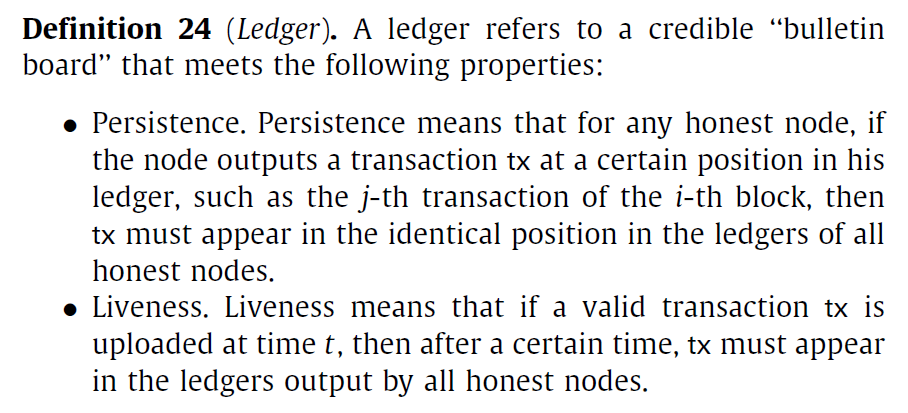 Definition 24 (Ledger). A ledger refers to a credible “bulletin
board” that meets the following properties:
• Persistence. Persistence means that for any honest node, if
the node outputs a transaction tx at a certain position in his
ledger, such as the j-th transaction of the i-th block, then
tx must appear in the identical position in the ledgers of all
honest nodes.
• Liveness. Liveness means that if a valid transaction tx is
uploaded at time t, then after a certain time, tx must appear
in the ledgers output by all honest nodes.